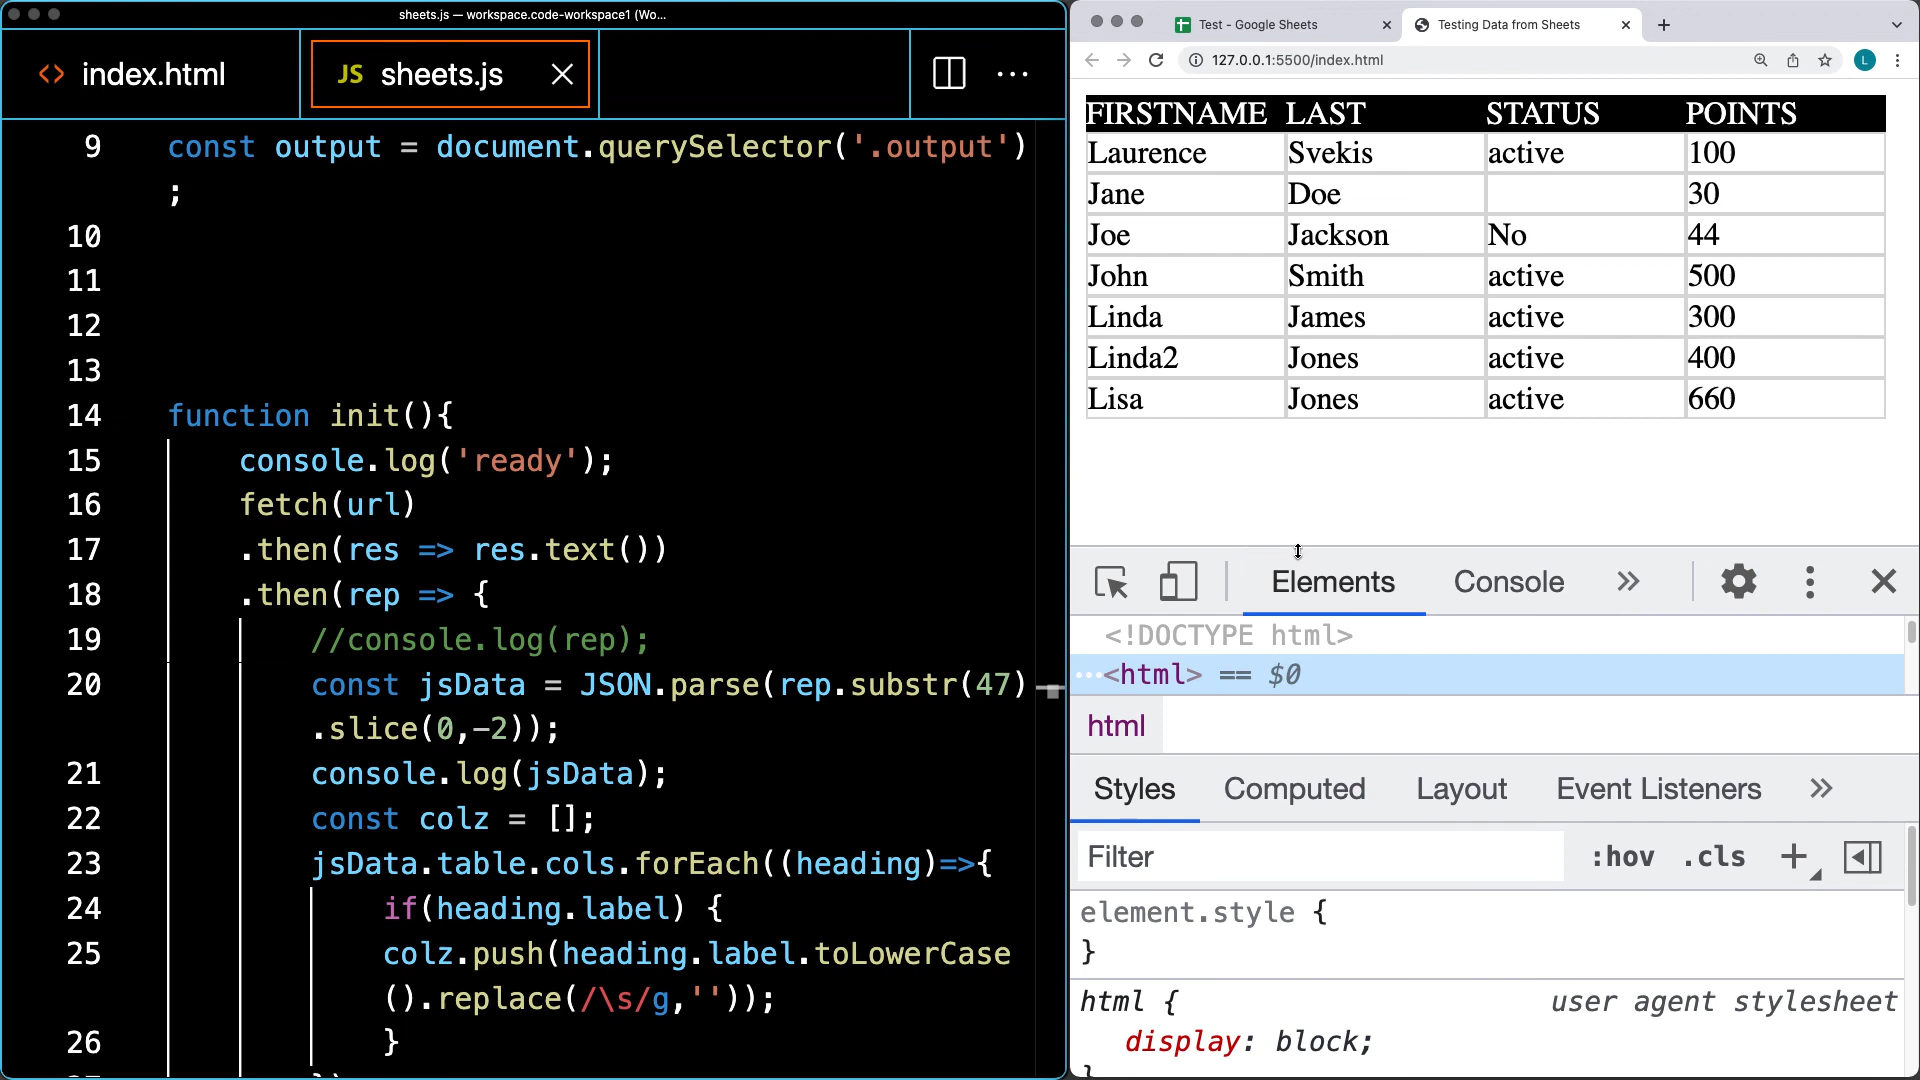 sheets.js — workspace.code-workspace1 (Wo...
index.html
JS sheets.js
9 const output = document.querySelector('.output')
;
10
11
12
13
14 function init(){
15 console.log('ready');
16 fetch(url)
17 .then(res => res.text())
18 .then(rep => {
19 //console.log(rep);
20 const jsData = JSON.parse(rep.substr(47)
.slice(0,-2));
21 console.log(jsData);
22 const colz = [];
23 jsData.table.cols.forEach((heading)=>{
24 if(heading.label) {
25 colz.push(heading.label.toLowerCase
().replace(/\s/g,''));
26 }
Test - Google Sheets
Testing Data from Sheets
127.0.0.1:5500/index.html
L
FIRSTNAME LAST STATUS POINTS
Laurence Svekis active 100
Jane Doe 30
Joe Jackson No 44
John Smith active 500
Linda James active 300
Linda2 Jones active 400
Lisa Jones active 660
Elements Console
<!DOCTYPE html>
···<html> == $0
html
Styles Computed Layout Event Listeners
Filter :hov .cls
element.style {
}
html { user agent stylesheet
display: block;